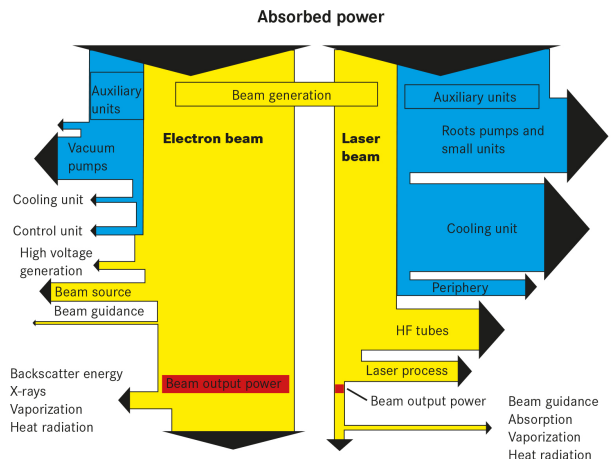 Absorbed power
Auxiliary
units
Beam generation
Auxiliary units
Electron beam
Laser
beam
Roots pumps and
small units
Vacuum
pumps
Cooling unit
Control unit
Cooling unit
High voltage
generation
Beam source
Periphery
Beam guidance
HF tubes
Laser process
Backscatter energy
X-rays
Vaporization
Heat radiation
Beam output power
Beam output power
Beam guidance
Absorption
Vaporization
Heat radiation